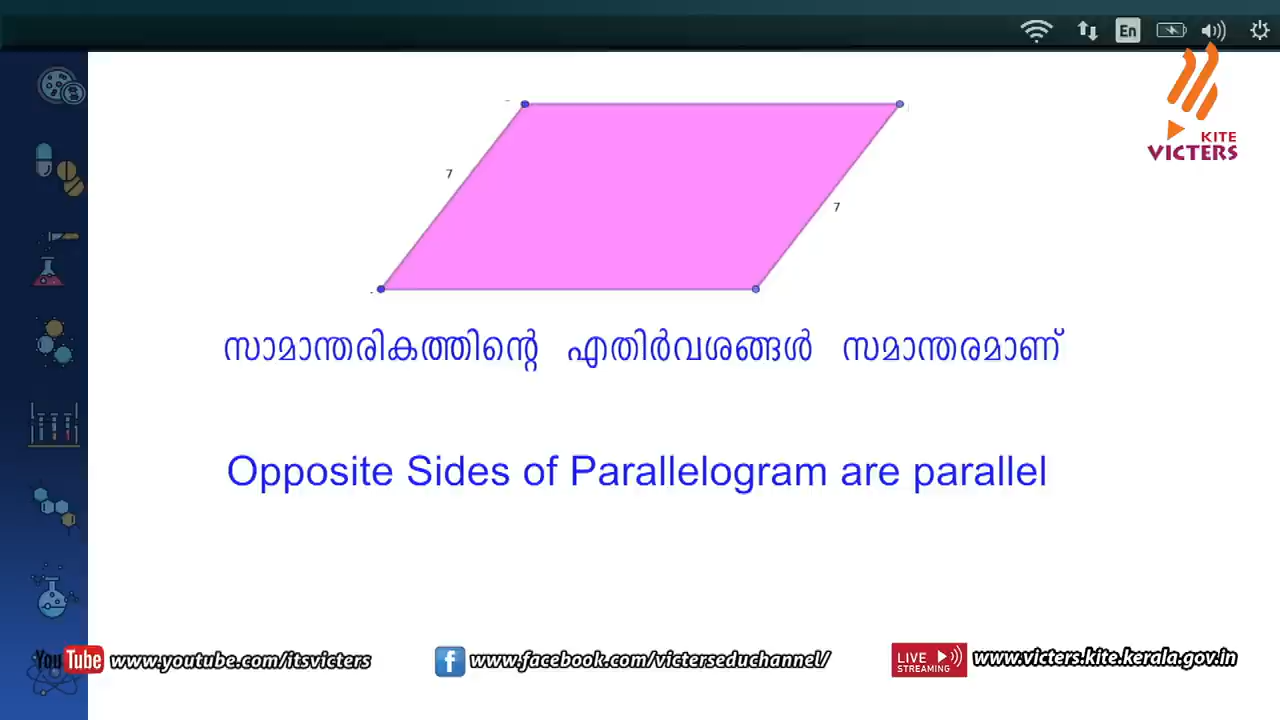 En
KITE
VICTERS
7
7
സാമാന്തരികത്തിന്റെ എതിർവശങ്ങൾ സമാന്തരമാണ്
Opposite Sides of Parallelogram are parallel
YouTube www.youtube.com/itsvicters
f www.facebook.com/victerseduchannel/
LIVE STREAMING www.victers.kite.kerala.gov.in